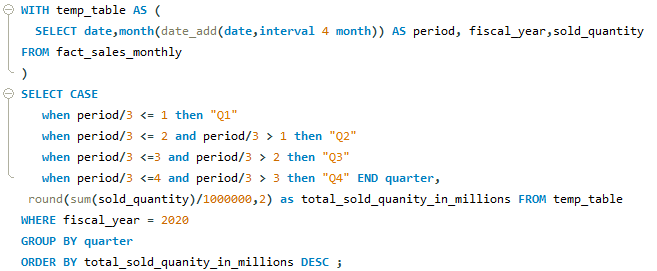 WITH temp_table AS (
SELECT date,month(date_add(date,interval 4 month)) AS period, fiscal_year,sold_quantity
FROM fact_sales_monthly
)
SELECT CASE
when period/3 <= 1 then "Q1"
when period/3 <= 2 and period/3 > 1 then "Q2"
when period/3 <=3 and period/3 > 2 then "Q3"
when period/3 <=4 and period/3 > 3 then "Q4" END quarter,
round(sum(sold_quantity)/1000000,2) as total_sold_quanity_in_millions FROM temp_table
WHERE fiscal_year = 2020
GROUP BY quarter
ORDER BY total_sold_quanity_in_millions DESC ;